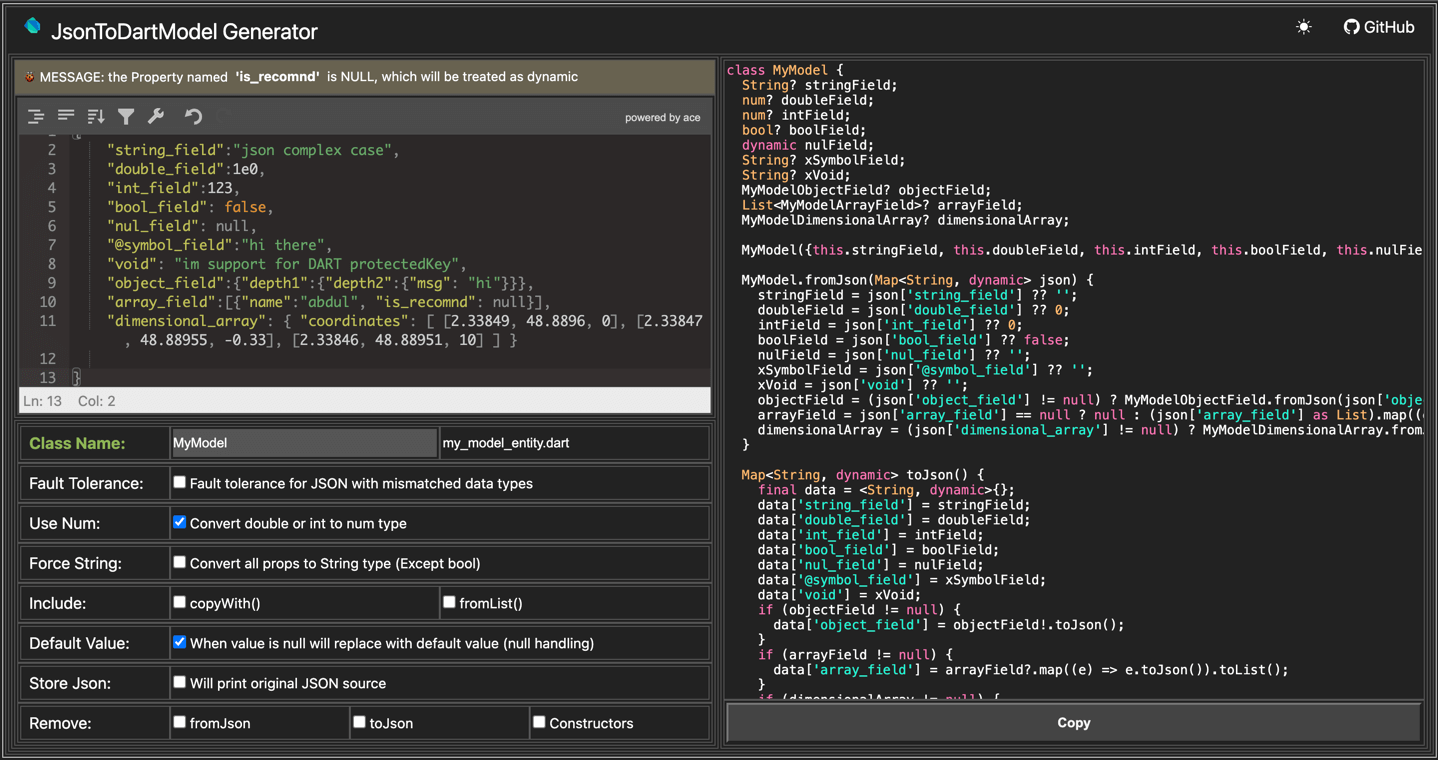 JsonToDartModel Generator
GitHub
MESSAGE: the Property named 'is_recomnd' is NULL, which will be treated as dynamic
powered by ace
2 "string_field":"json complex case",
3 "double_field":1e0,
4 "int_field":123,
5 "bool_field": false,
6 "nul_field": null,
7 "@symbol_field":"hi there",
8 "void": "im support for DART protectedKey",
9 "object_field":{"depth1":{"depth2":{"msg": "hi"}}},
10 "array_field":[{"name":"abdul", "is_recomnd": null}],
11 "dimensional_array": { "coordinates": [ [2.33849, 48.8896, 0], [2.33847
, 48.88955, -0.33], [2.33846, 48.88951, 10] ] }
12
13 }
Ln: 13 Col: 2
Class Name: MyModel my_model_entity.dart
Fault Tolerance: Fault tolerance for JSON with mismatched data types
Use Num: Convert double or int to num type
Force String: Convert all props to String type (Except bool)
Include: copyWith() fromList()
Default Value: When value is null will replace with default value (null handling)
Store Json: Will print original JSON source
Remove: fromJson toJson Constructors
class MyModel {
String? stringField;
num? doubleField;
num? intField;
bool? boolField;
dynamic nulField;
String? xSymbolField;
String? xVoid;
MyModelObjectField? objectField;
List<MyModelArrayField>? arrayField;
MyModelDimensionalArray? dimensionalArray;
MyModel({this.stringField, this.doubleField, this.intField, this.boolField, this.nulFie
MyModel.fromJson(Map<String, dynamic> json) {
stringField = json['string_field'] ?? '';
doubleField = json['double_field'] ?? 0;
intField = json['int_field'] ?? 0;
boolField = json['bool_field'] ?? false;
nulField = json['nul_field'] ?? '';
xSymbolField = json['@symbol_field'] ?? '';
xVoid = json['void'] ?? '';
objectField = (json['object_field'] != null) ? MyModelObjectField.fromJson(json['obje
arrayField = json['array_field'] == null ? null : (json['array_field'] as List).map((
dimensionalArray = (json['dimensional_array'] != null) ? MyModelDimensionalArray.from
}
Map<String, dynamic> toJson() {
final data = <String, dynamic>{};
data['string_field'] = stringField;
data['double_field'] = doubleField;
data['int_field'] = intField;
data['bool_field'] = boolField;
data['nul_field'] = nulField;
data['@symbol_field'] = xSymbolField;
data['void'] = xVoid;
if (objectField != null) {
data['object_field'] = objectField!.toJson();
}
if (arrayField != null) {
data['array_field'] = arrayField?.map((e) => e.toJson()).toList();
}
if (dimensionalArray != null) {
Copy